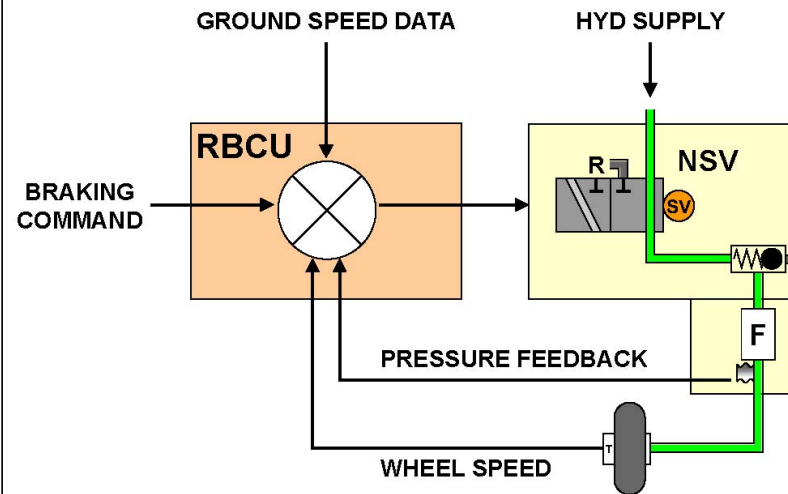 GROUND SPEED DATA
HYD SUPPLY
RBCU
NSV
R
BRAKING
COMMAND
SV
F
PRESSURE FEEDBACK
T
WHEEL SPEED